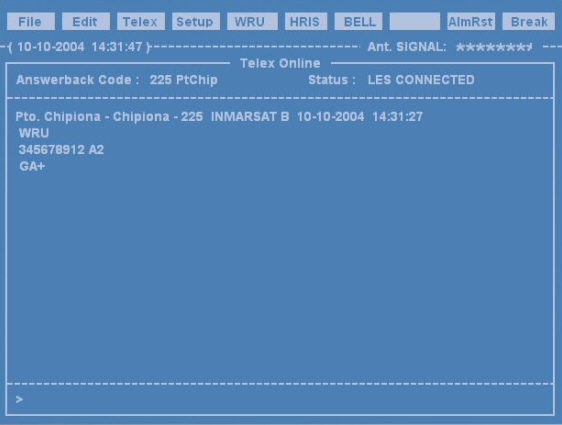 File Edit Telex Setup WRU HRIS BELL AlmRst Break
( 10-10-2004 14:31:47 ) Ant. SIGNAL: ********
Telex Online
Answerback Code : 225 PtChip Status : LES CONNECTED
Pto. Chipiona - Chipiona - 225 INMARSAT B 10-10-2004 14:31:27
WRU
345678912 A2
GA+
>